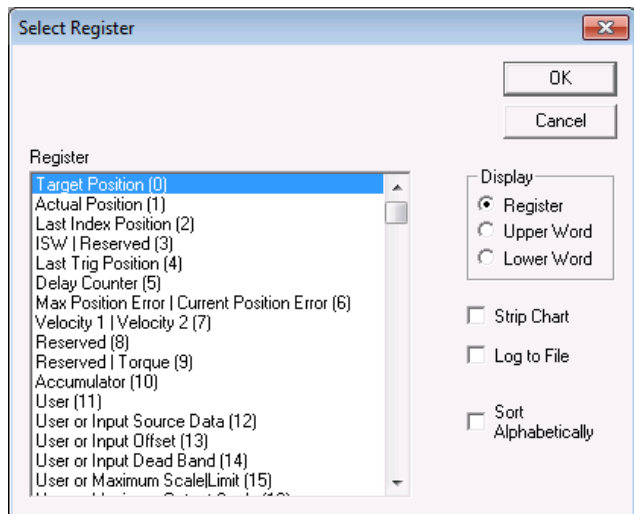 Select Register
OK
Cancel
Register
Target Position (0)
Actual Position (1)
Last Index Position (2)
ISW | Reserved (3)
Last Trig Position (4)
Delay Counter (5)
Max Position Error | Current Position Error (6)
Velocity 1 | Velocity 2 (7)
Reserved (8)
Reserved | Torque (9)
Accumulator (10)
User (11)
User or Input Source Data (12)
User or Input Offset (13)
User or Input Dead Band (14)
User or Maximum Scale|Limit (15)
Display
Register
Upper Word
Lower Word
Strip Chart
Log to File
Sort
Alphabetically